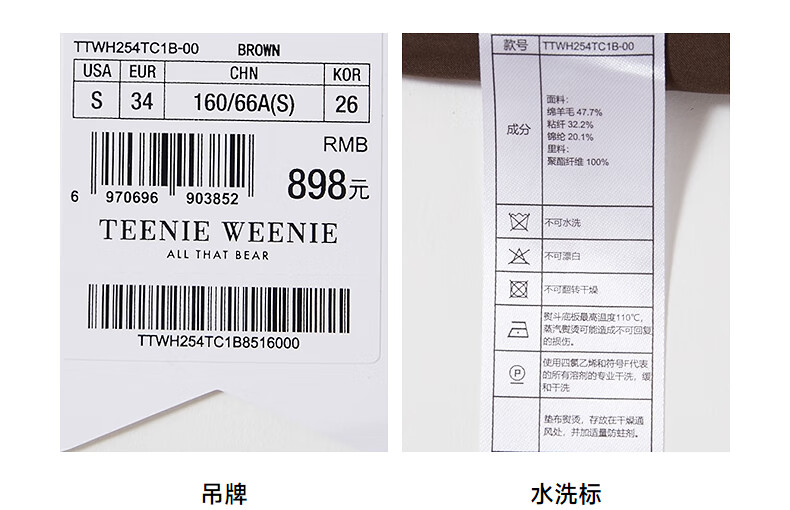 TTWH254TC1B-00 BROWN
USA EUR CHN KOR
S 34 160/66A(S) 26
RMB
898元
6 970696 903852
TEENIE WEENIE
ALL THAT BEAR
TTWH254TC1B8516000
吊牌
款号 TTWH254TC1B-00
成分
面料：
绵羊毛 47.7%
粘纤 32.2%
锦纶 20.1%
里料：
聚酯纤维 100%
不可水洗
不可漂白
不可翻转干燥
熨斗底板最高温度110℃，
蒸汽熨烫可能造成不可回复
的损伤。
P
使用四氯乙烯和符号F代表
的所有溶剂的专业干洗，缓
和干洗
垫布熨烫，存放在干燥通
风处，并加适量防蛀剂。
水洗标